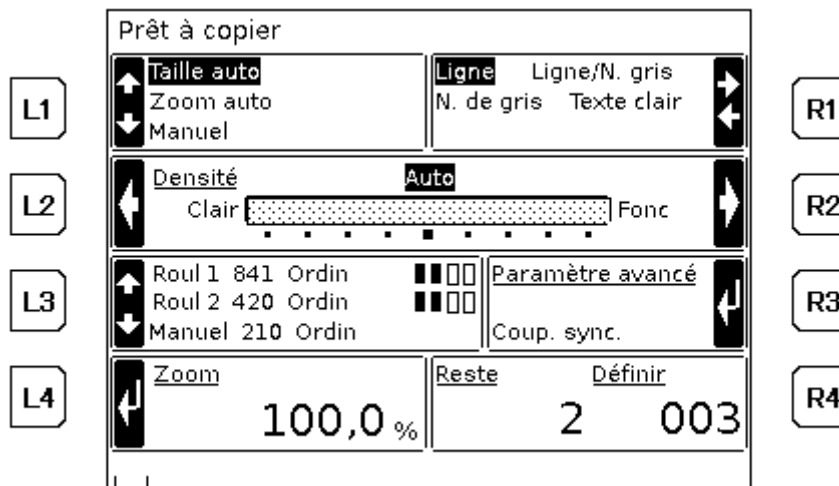 Prêt à copier
L1
Taille auto
Zoom auto
Manuel
Ligne Ligne/N. gris
N. de gris Texte clair
R1
L2
Densité Auto
Clair Fonc
R2
L3
Roul 1 841 Ordin
Roul 2 420 Ordin
Manuel 210 Ordin
Paramètre avancé
Coup. sync.
R3
L4
Zoom
100,0 %
Reste Définir
2 003
R4